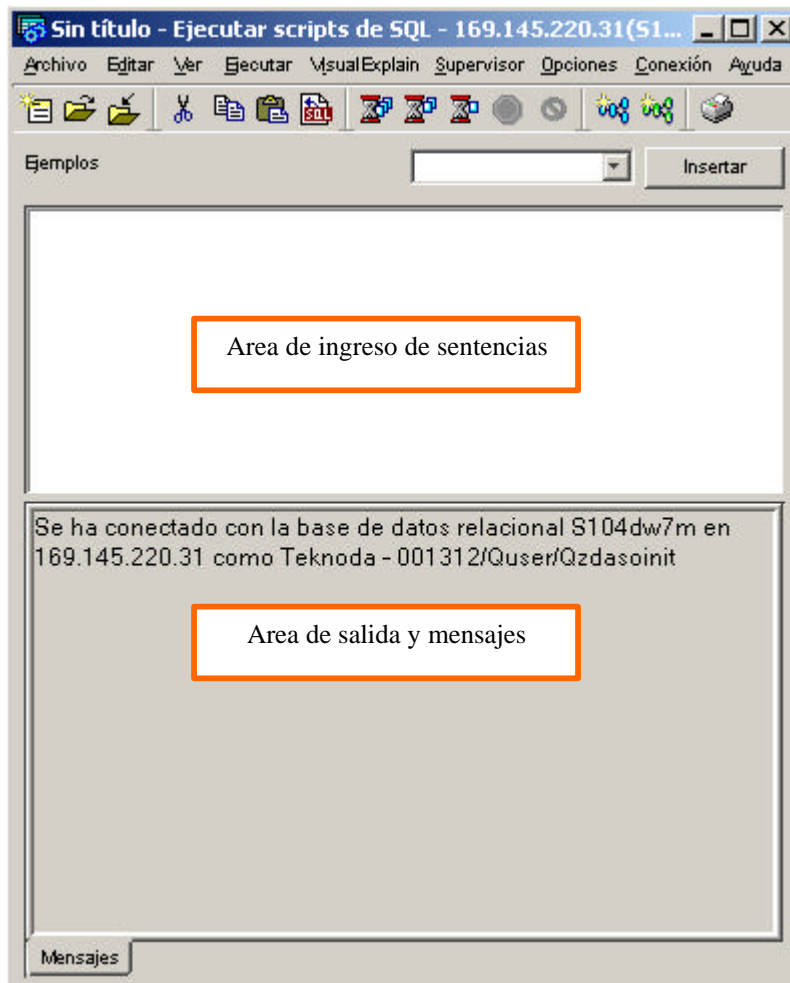 Sin título - Ejecutar scripts de SQL - 169.145.220.31(S1...
Archivo Editar Ver Ejecutar VisualExplain Supervisor Opciones Conexión Ayuda
SQL
Ejemplos Insertar
Area de ingreso de sentencias
Se ha conectado con la base de datos relacional S104dw7m en
169.145.220.31 como Teknoda - 001312/Quser/Qzdasoinit
Area de salida y mensajes
Mensajes